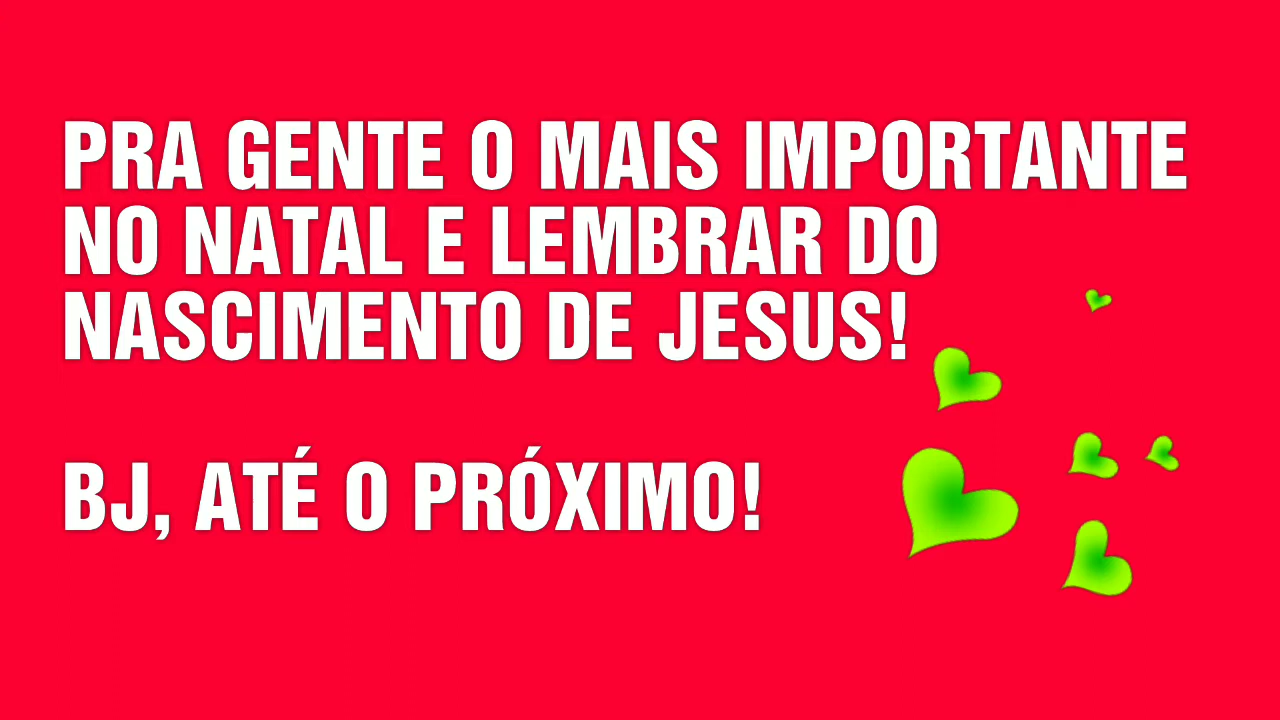 PRA GENTE O MAIS IMPORTANTE
NO NATAL E LEMBRAR DO
NASCIMENTO DE JESUS!
BJ, ATÉ O PRÓXIMO!